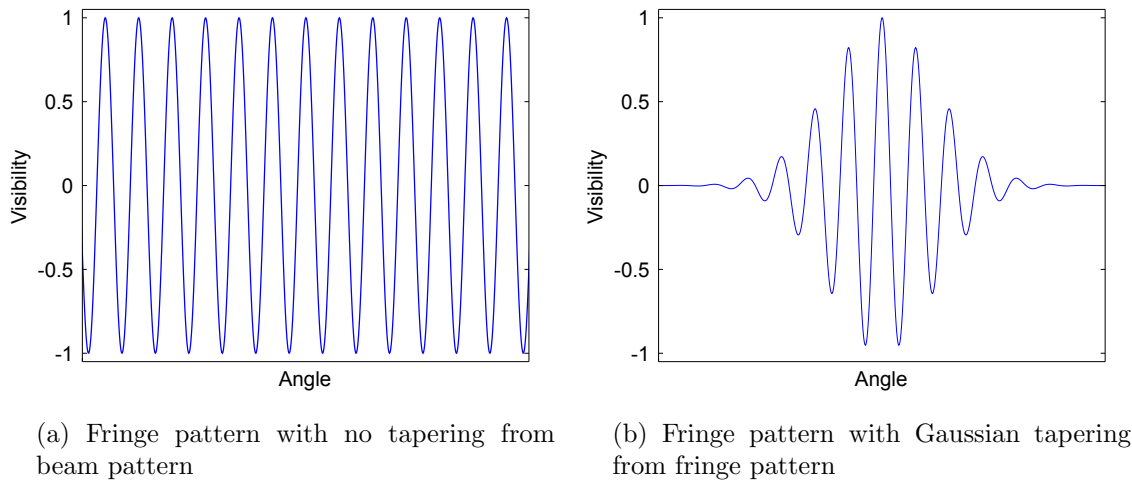 1
0.5
0
-0.5
-1
Visibility
Angle
1
0.5
0
-0.5
-1
Visibility
Angle
(a) Fringe pattern with no tapering from
beam pattern
(b) Fringe pattern with Gaussian tapering
from fringe pattern